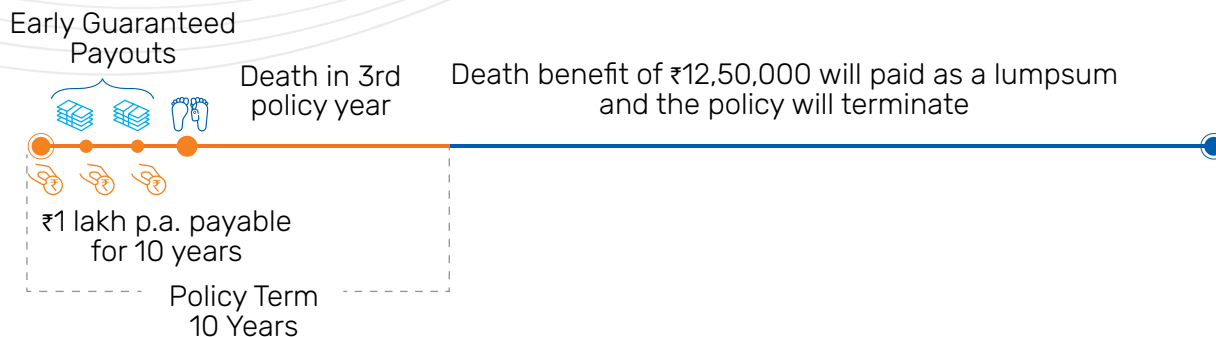 Early Guaranteed
Payouts
Death in 3rd
policy year
Death benefit of ₹12,50,000 will paid as a lumpsum
and the policy will terminate
₹ ₹ ₹
₹1 lakh p.a. payable
for 10 years
Policy Term
10 Years